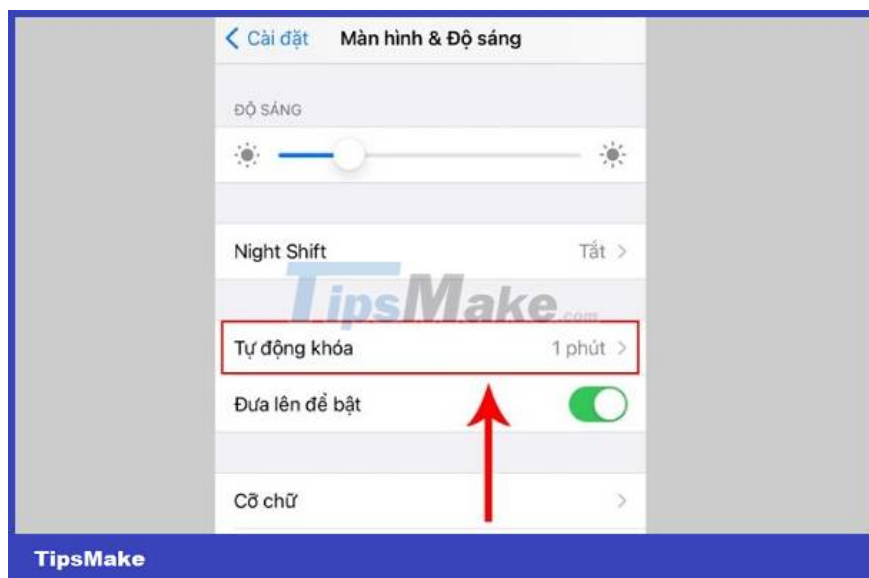 Cài đặt Màn hình & Độ sáng
ĐỘ SÁNG
Night Shift Tắt
TipsMake.com
Tự động khóa 1 phút
Đưa lên để bật
Cỡ chữ
TipsMake